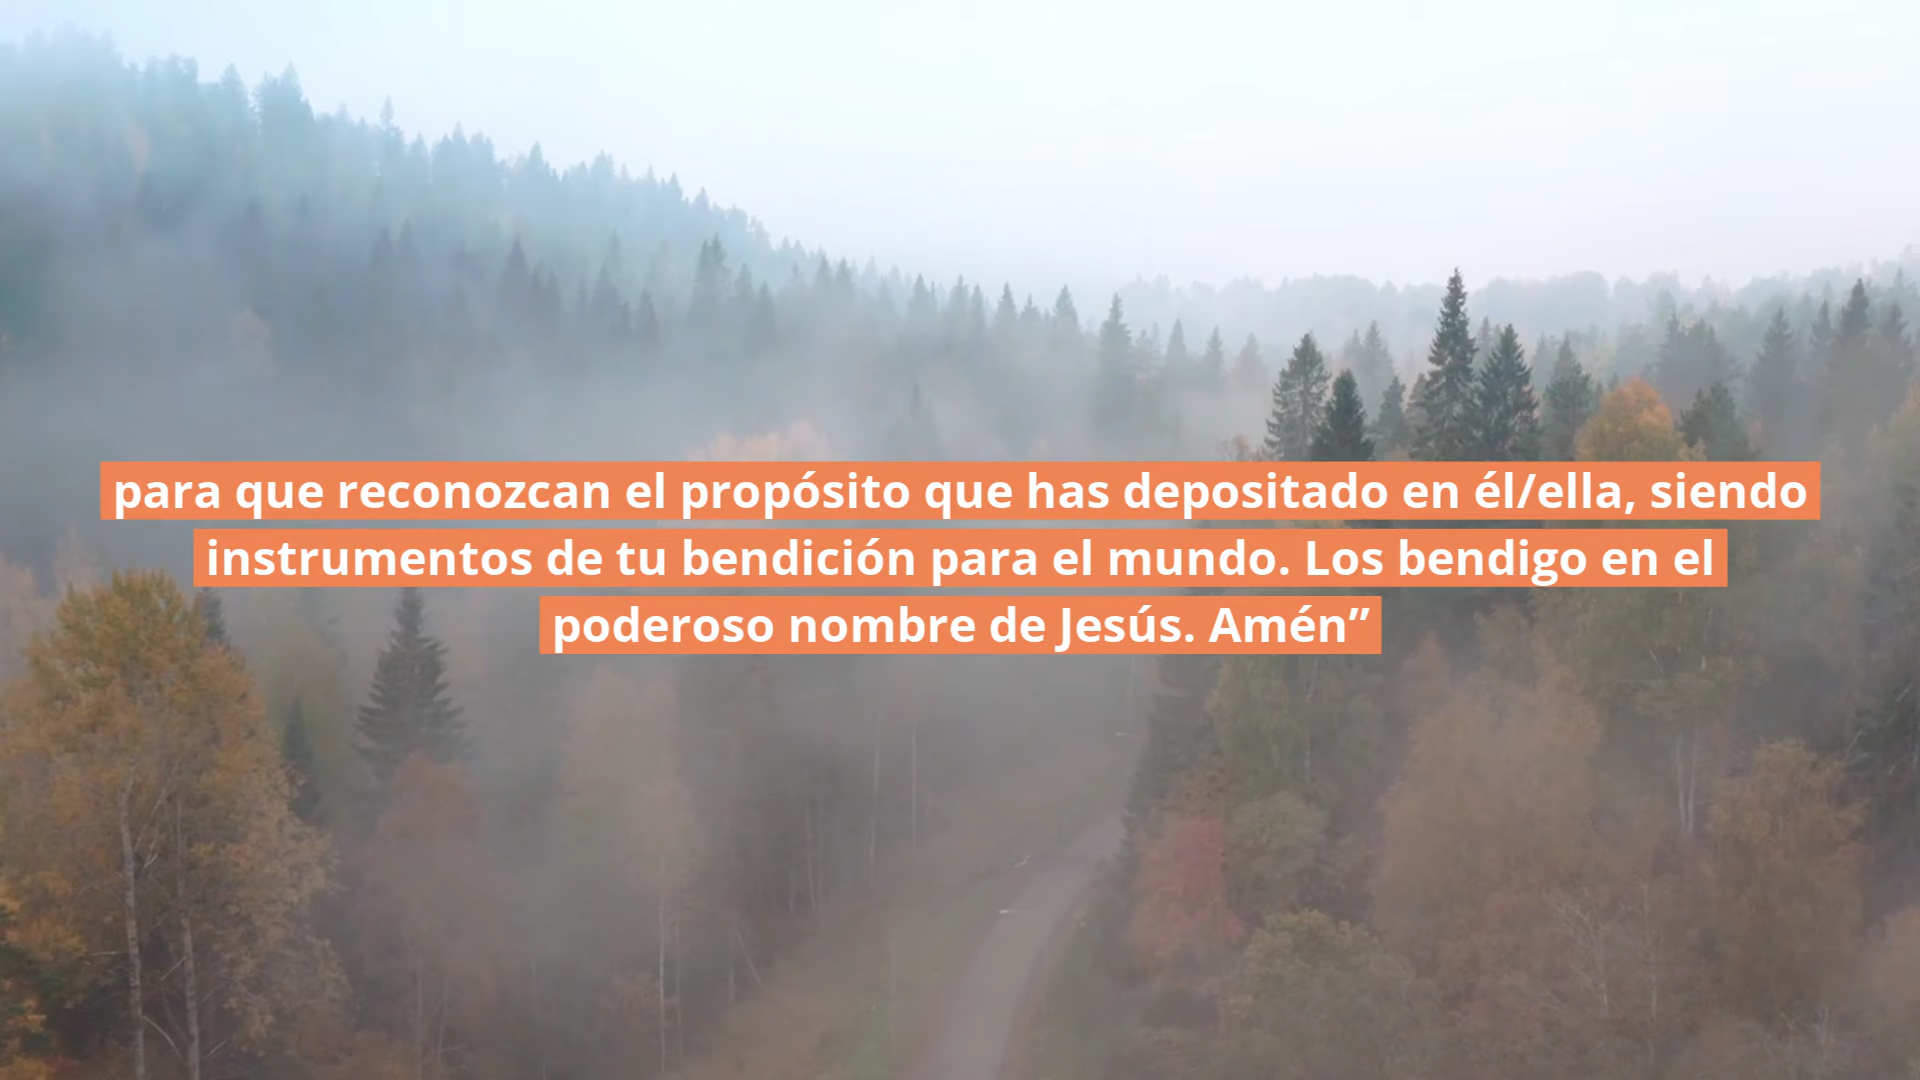 para que reconozcan el propósito que has depositado en él/ella, siendo
instrumentos de tu bendición para el mundo. Los bendigo en el
poderoso nombre de Jesús. Amén”